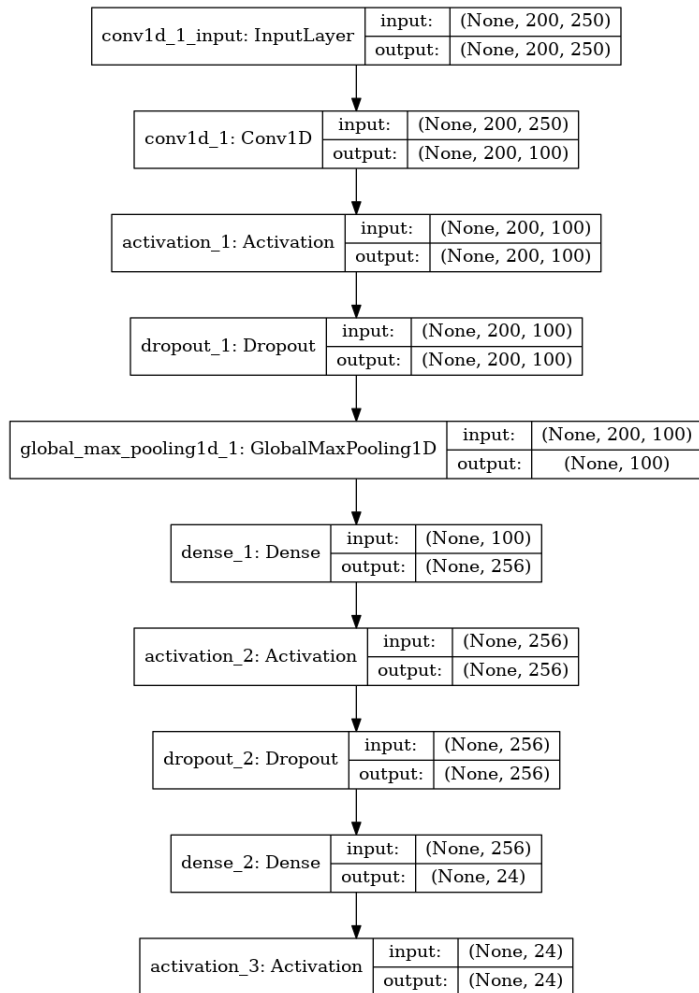 conv1d_1_input: InputLayer
input: (None, 200, 250)
output: (None, 200, 250)
conv1d_1: Conv1D
input: (None, 200, 250)
output: (None, 200, 100)
activation_1: Activation
input: (None, 200, 100)
output: (None, 200, 100)
dropout_1: Dropout
input: (None, 200, 100)
output: (None, 200, 100)
global_max_pooling1d_1: GlobalMaxPooling1D
input: (None, 200, 100)
output: (None, 100)
dense_1: Dense
input: (None, 100)
output: (None, 256)
activation_2: Activation
input: (None, 256)
output: (None, 256)
dropout_2: Dropout
input: (None, 256)
output: (None, 256)
dense_2: Dense
input: (None, 256)
output: (None, 24)
activation_3: Activation
input: (None, 24)
output: (None, 24)